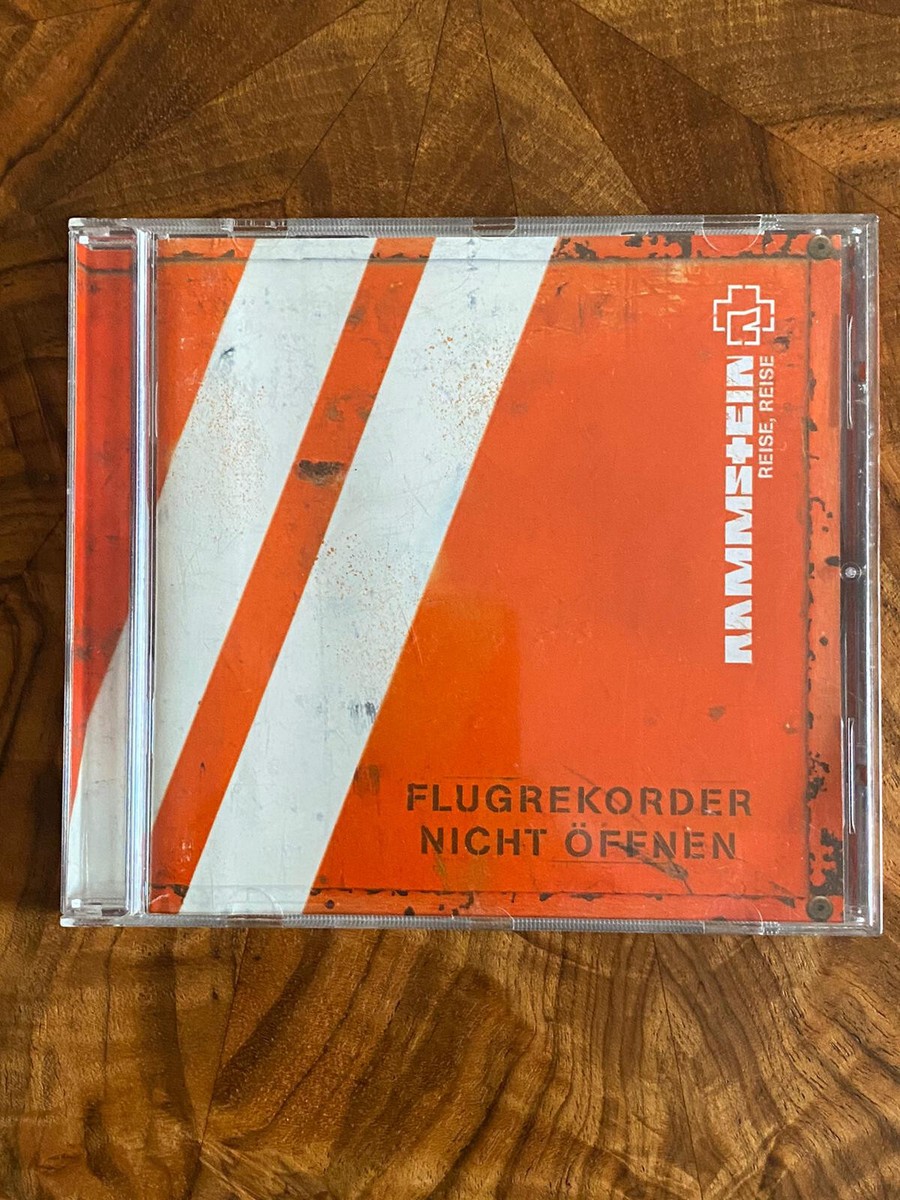 RAMMSTEIN
REISE, REISE
FLUGREKORDER
NICHT ÖFFNEN